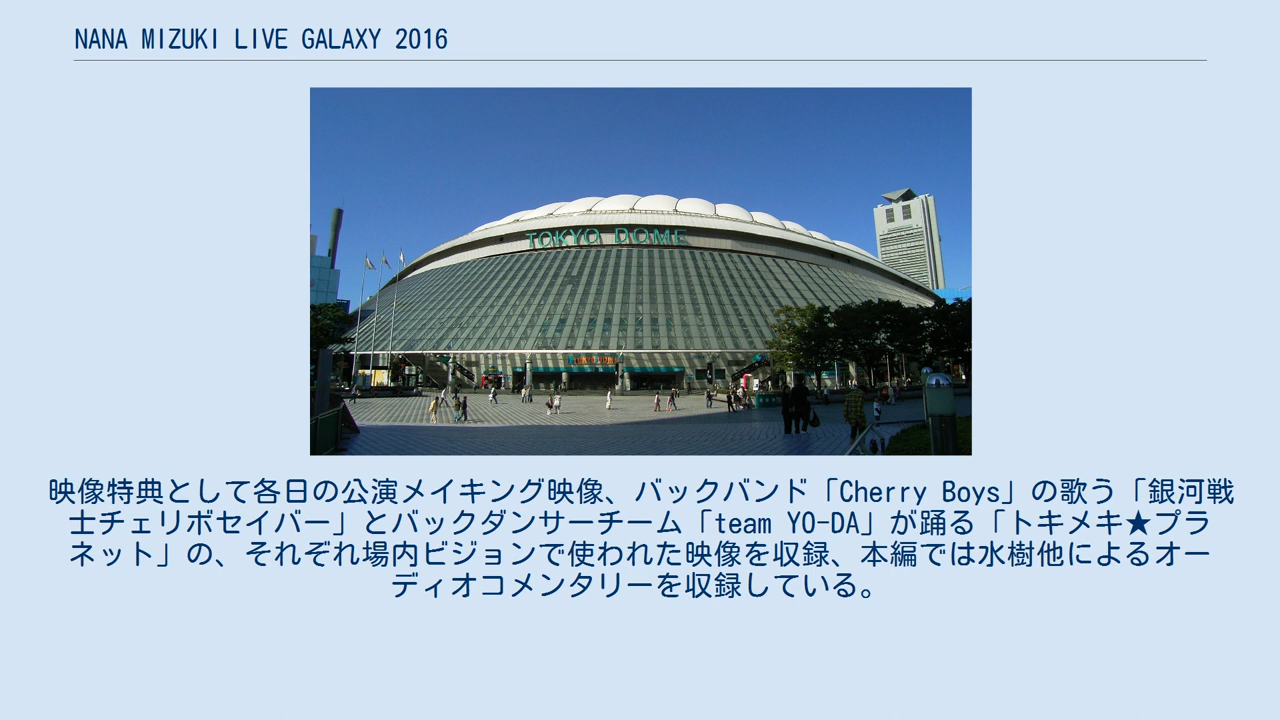 NANA MIZUKI LIVE GALAXY 2016
TOKYO DOME
TOKYO DOME
映像特典として各日の公演メイキング映像、バックバンド「Cherry Boys」の歌う「銀河戦
士チェリボセイバー」とバックダンサーチーム「team YO-DA」が踊る「トキメキ★プラ
ネット」の、それぞれ場内ビジョンで使われた映像を収録、本編では水樹他によるオー
ディオコメンタリーを収録している。